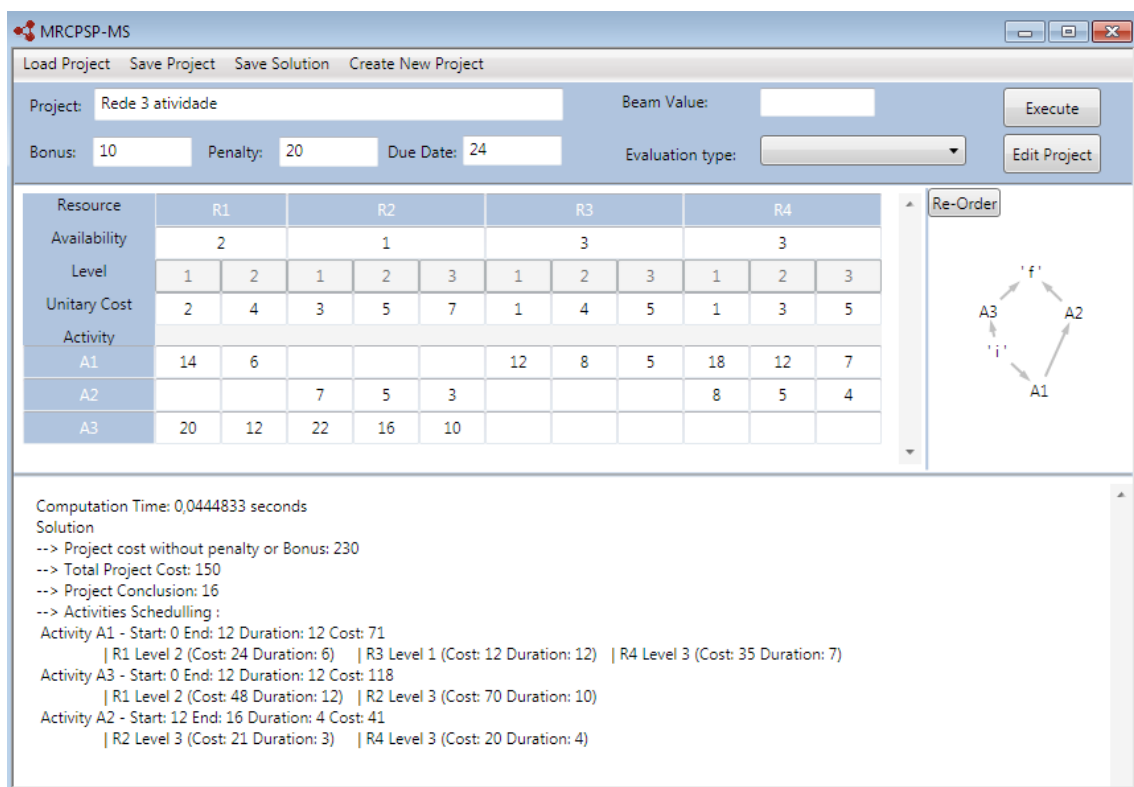 MRCPSP-MS
Load Project Save Project Save Solution Create New Project
Project: Rede 3 atividade Beam Value: Execute
Bonus: 10 Penalty: 20 Due Date: 24 Evaluation type: Edit Project
Resource R1 R2 R3 R4
Availability 2 1 3 3
Level 1 2 1 2 3 1 2 3 1 2 3
Unitary Cost 2 4 3 5 7 1 4 5 1 3 5
Activity
A1 14 6 12 8 5 18 12 7
A2 7 5 3 8 5 4
A3 20 12 22 16 10
Re-Order
'f'
A3 A2
'i'
A1
Computation Time: 0,0444833 seconds
Solution
--> Project cost without penalty or Bonus: 230
--> Total Project Cost: 150
--> Project Conclusion: 16
--> Activities Schedulling :
Activity A1 - Start: 0 End: 12 Duration: 12 Cost: 71
| R1 Level 2 (Cost: 24 Duration: 6) | R3 Level 1 (Cost: 12 Duration: 12) | R4 Level 3 (Cost: 35 Duration: 7)
Activity A3 - Start: 0 End: 12 Duration: 12 Cost: 118
| R1 Level 2 (Cost: 48 Duration: 12) | R2 Level 3 (Cost: 70 Duration: 10)
Activity A2 - Start: 12 End: 16 Duration: 4 Cost: 41
| R2 Level 3 (Cost: 21 Duration: 3) | R4 Level 3 (Cost: 20 Duration: 4)